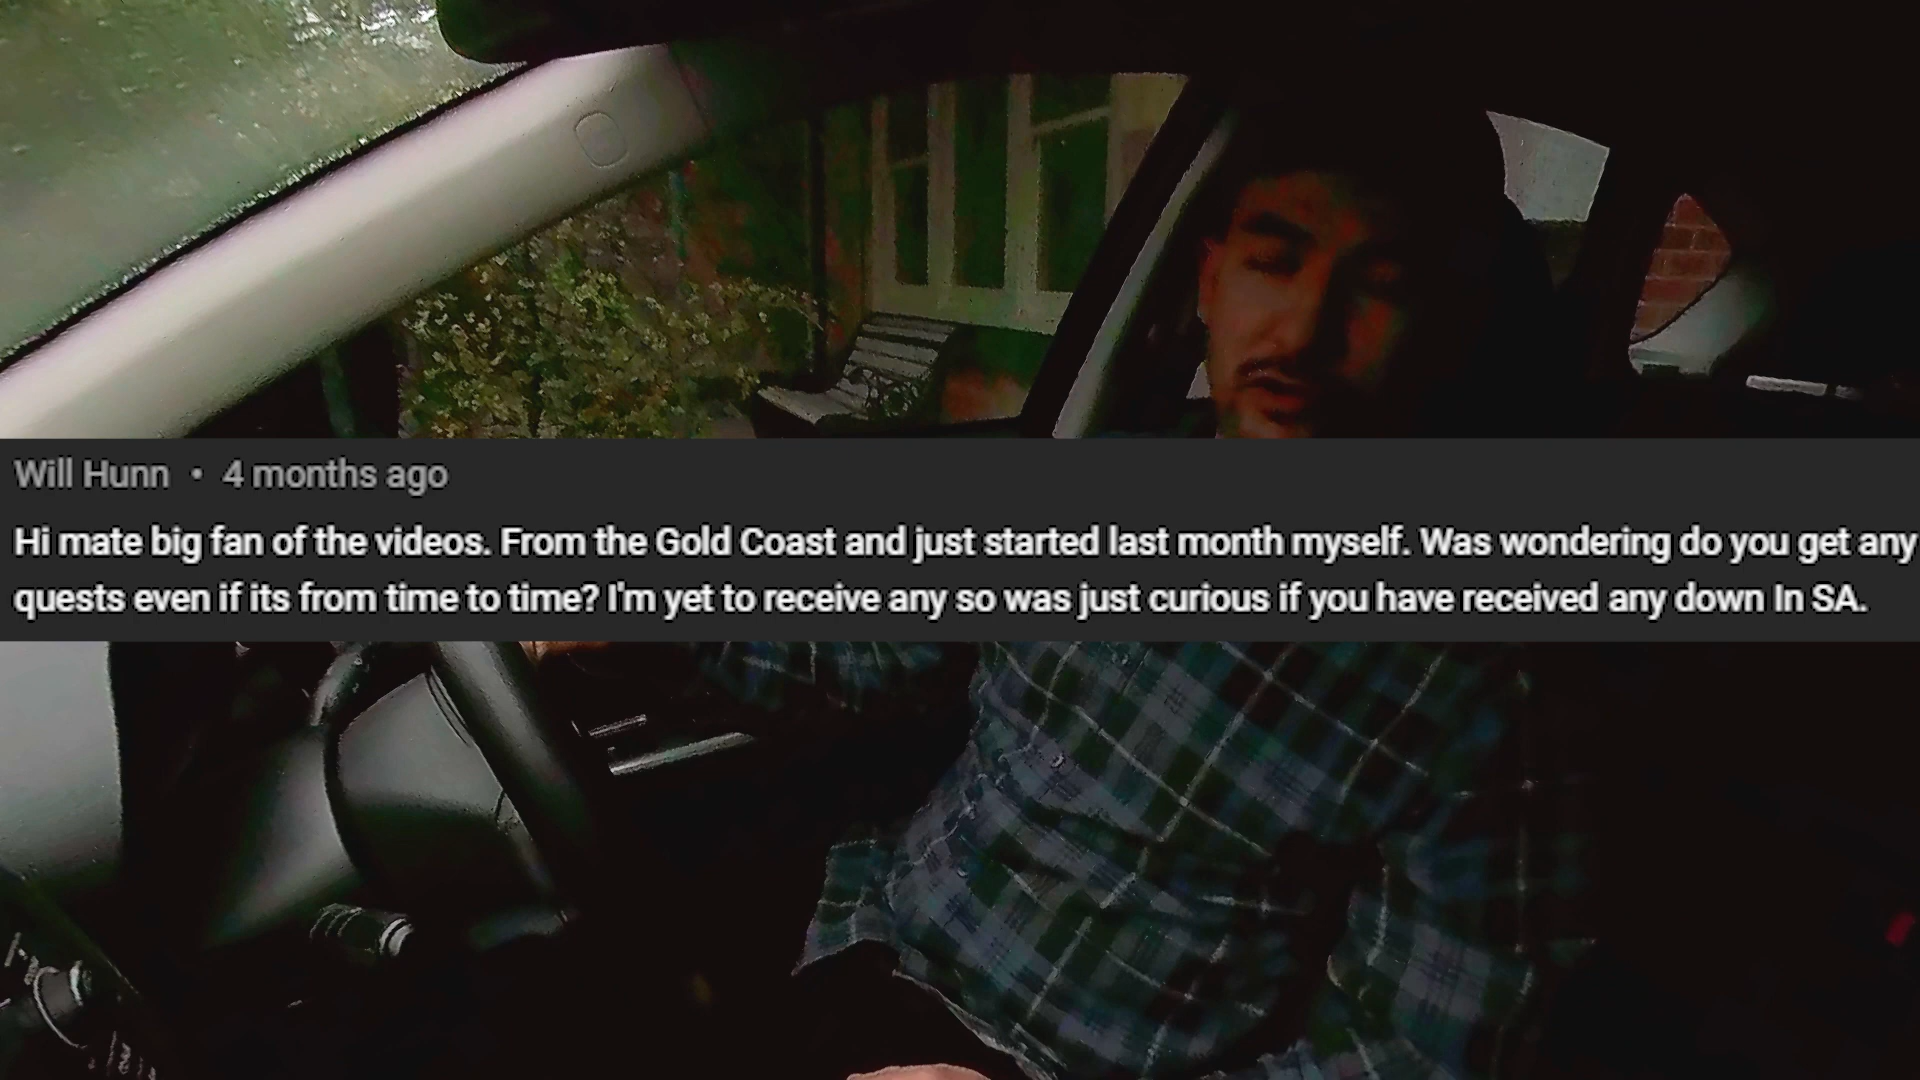 Will Hunn • 4 months ago
Hi mate big fan of the videos. From the Gold Coast and just started last month myself. Was wondering do you get any
quests even if its from time to time? I'm yet to receive any so was just curious if you have received any down In SA.